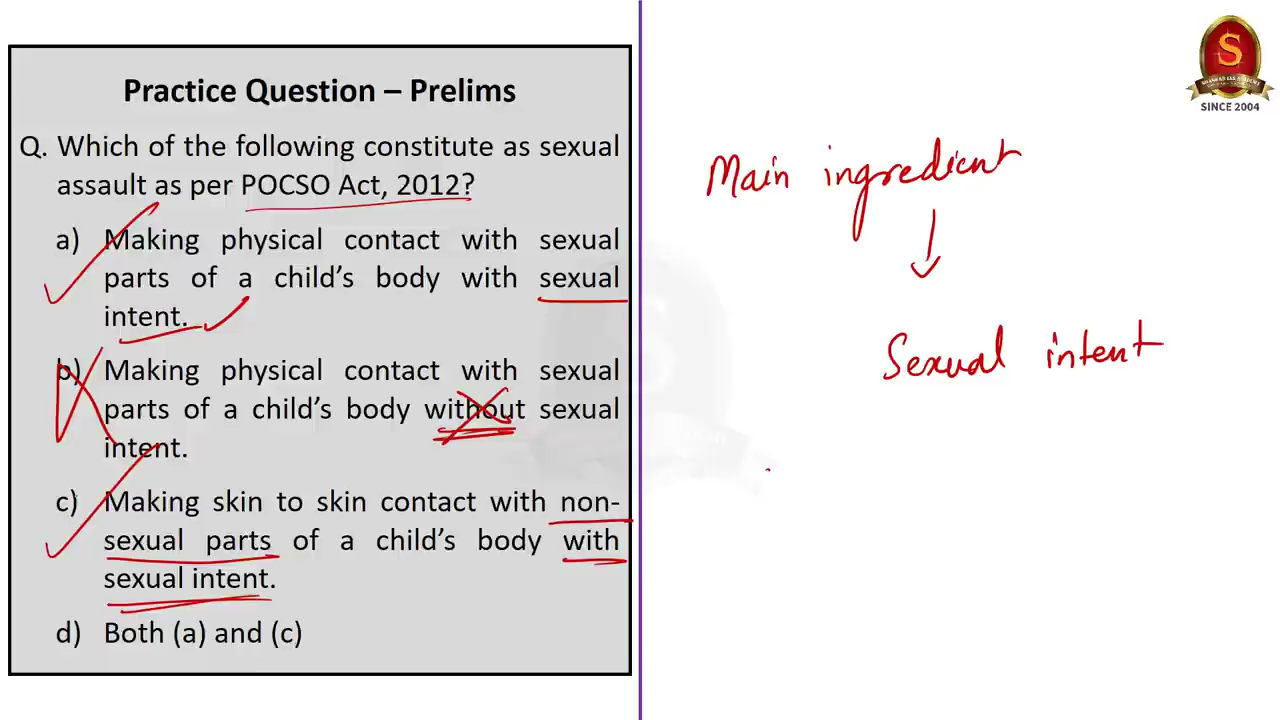 Practice Question – Prelims
Q. Which of the following constitute as sexual
assault as per POCSO Act, 2012?
a) Making physical contact with sexual
parts of a child's body with sexual
intent.
b) Making physical contact with sexual
parts of a child's body without sexual
intent.
c) Making skin to skin contact with non-
sexual parts of a child's body with
sexual intent.
d) Both (a) and (c)
Main ingredient
Sexual intent
S
SHANKAR IAS ACADEMY
SINCE 2004